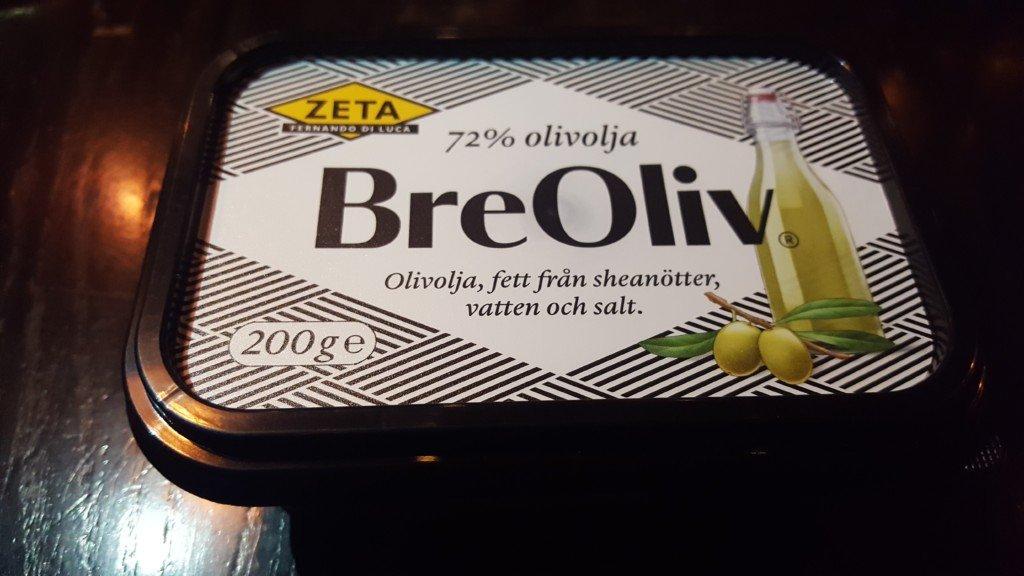 ZETA
FERNANDO DI LUCA
72% olivolja
BreOliv®
Olivolja, fett från sheanötter,
vatten och salt.
200g e